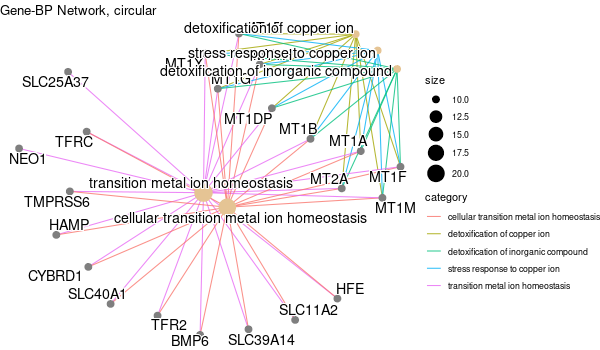 Gene-BP Network, circular
detoxification of copper ion
stress response to copper ion
MT1X
detoxification of inorganic compound
MT1G
SLC25A37
MT1DP
MT1B
TFRC
MT1A
NEO1
MT1F
MT2A
transition metal ion homeostasis
TMPRSS6
MT1M
cellular transition metal ion homeostasis
HAMP
CYBRD1
SLC40A1
HFE
SLC11A2
TFR2
BMP6
SLC39A14
size
10.0
12.5
15.0
17.5
20.0
category
cellular transition metal ion homeostasis
detoxification of copper ion
detoxification of inorganic compound
stress response to copper ion
transition metal ion homeostasis